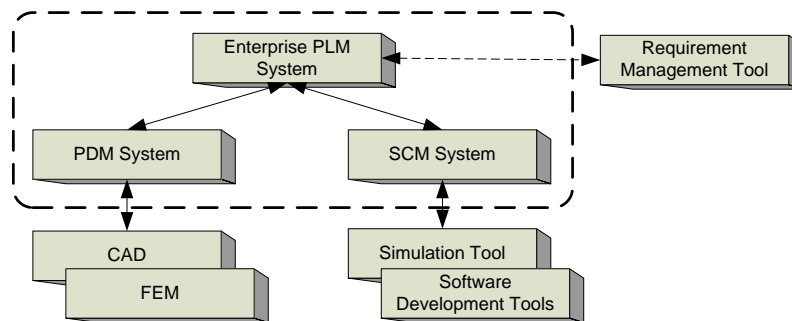 Enterprise PLM
System
Requirement
Management Tool
PDM System
SCM System
CAD
FEM
Simulation Tool
Software
Development Tools